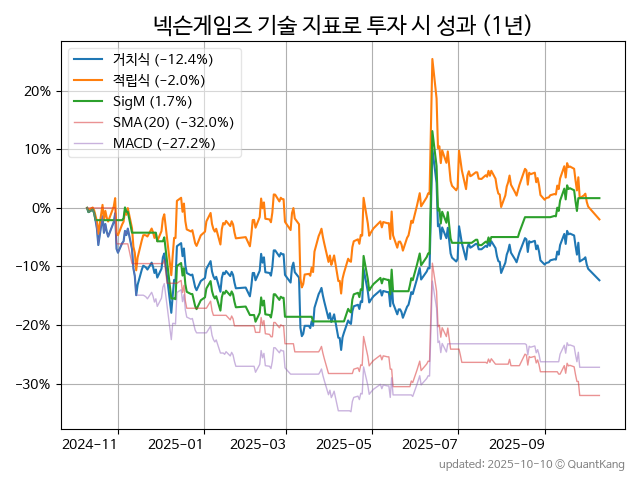 넥슨게임즈 기술 지표로 투자 시 성과 (1년)
거치식 (−12.4%)
적립식 (−2.0%)
SigM (1.7%)
SMA(20) (−32.0%)
MACD (−27.2%)
20%
10%
0%
−10%
−20%
−30%
2024-11
2025-01
2025-03
2025-05
2025-07
2025-09
updated: 2025-10-10 © QuantKang